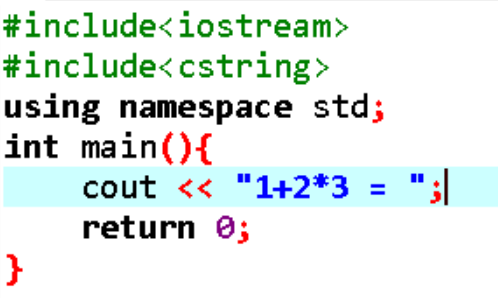 #include<iostream>
#include<cstring>
using namespace std;
int main(){
    cout << "1+2*3 = ";
    return 0;
}